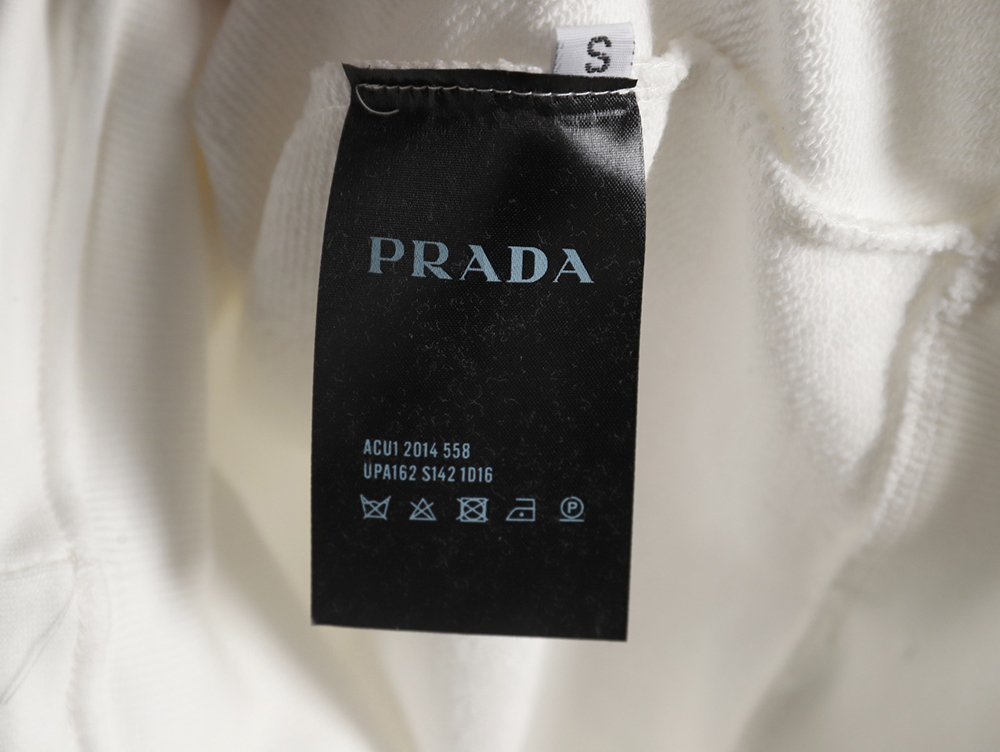 S
PRADA
ACU1 2014 558
UPA162 S142 1D16
P